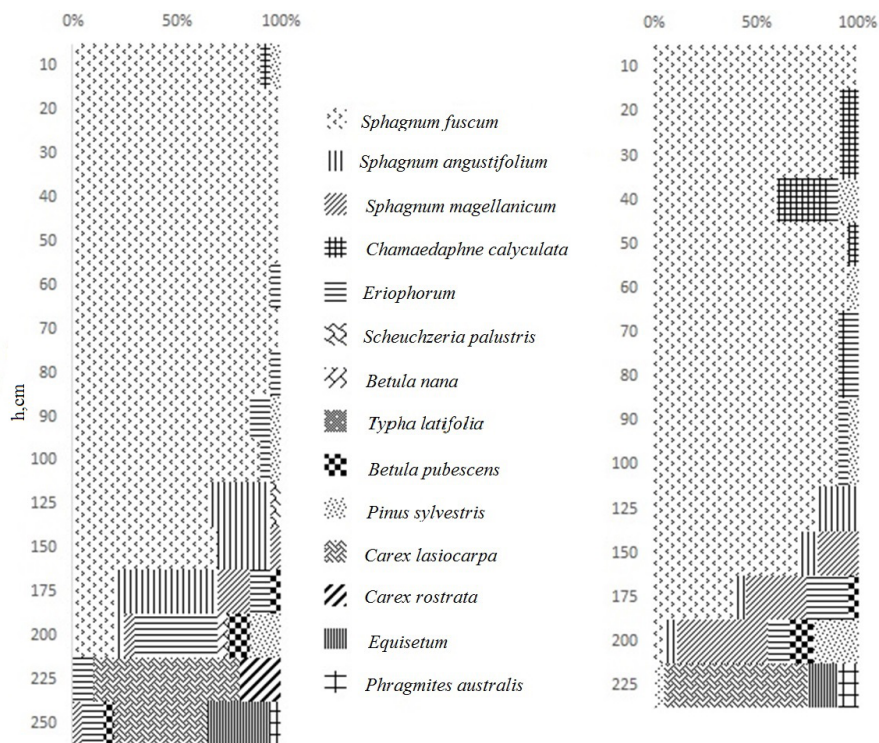 0% 50% 100%
0% 50% 100%
10
20
30
40
50
60
70
80
90
100
125
150
175
200
225
250
h,cm
Sphagnum fuscum
Sphagnum angustifolium
Sphagnum magellanicum
Chamaedaphne calyculata
Eriophorum
Scheuchzeria palustris
Betula nana
Typha latifolia
Betula pubescens
Pinus sylvestris
Carex lasiocarpa
Carex rostrata
Equisetum
Phragmites australis
10
20
30
40
50
60
70
80
90
100
125
150
175
200
225